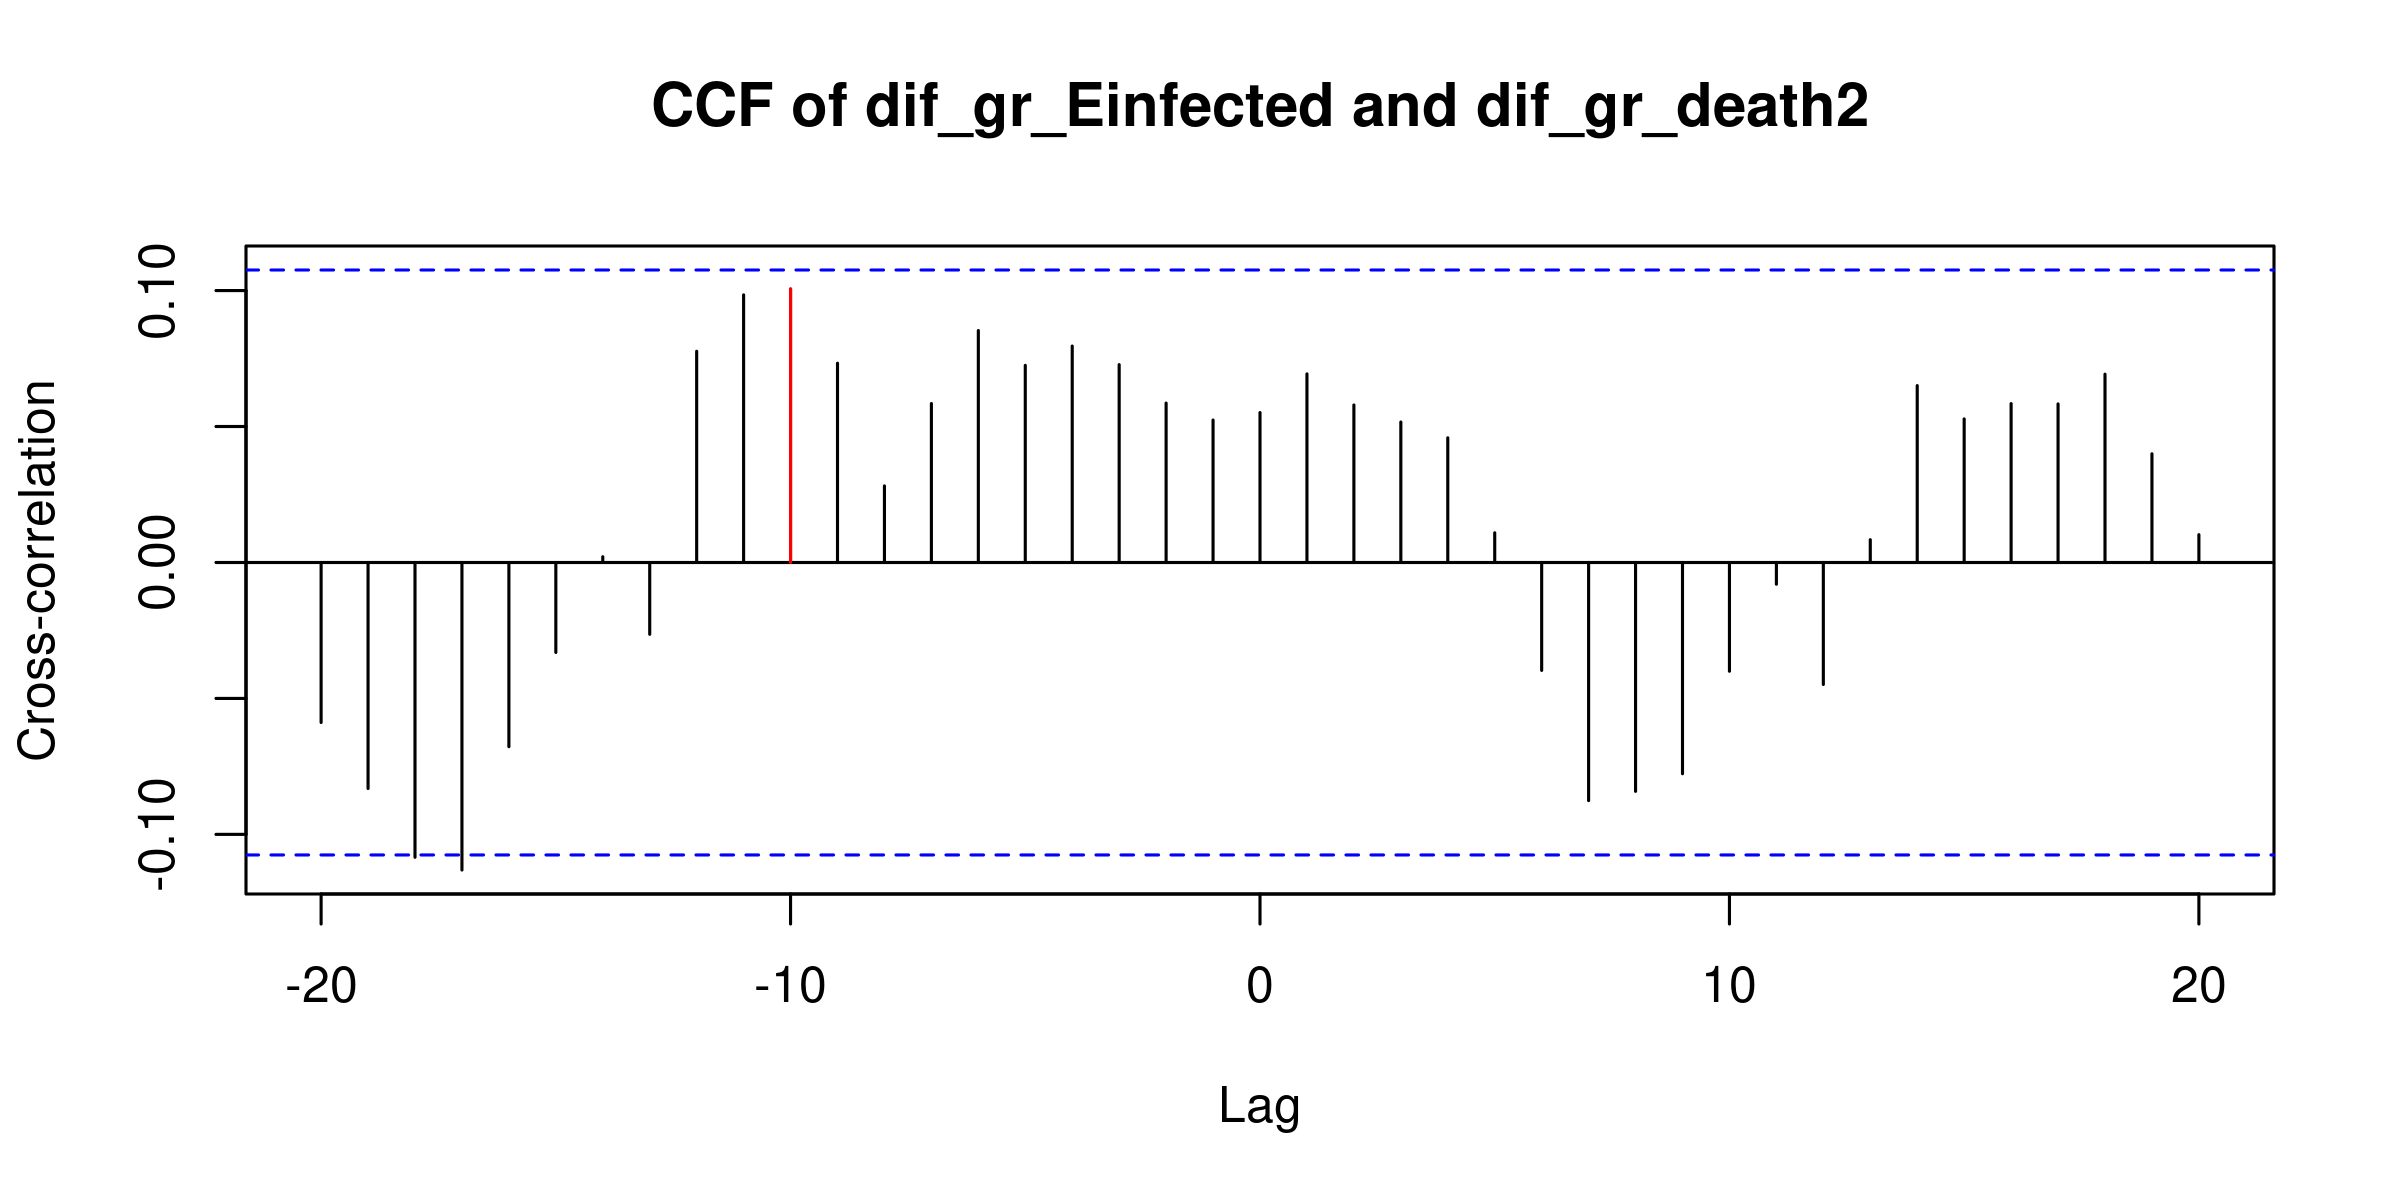 CCF of dif_gr_Einfected and dif_gr_death2
Cross-correlation
0.10
0.00
-0.10
-20 -10 0 10 20
Lag